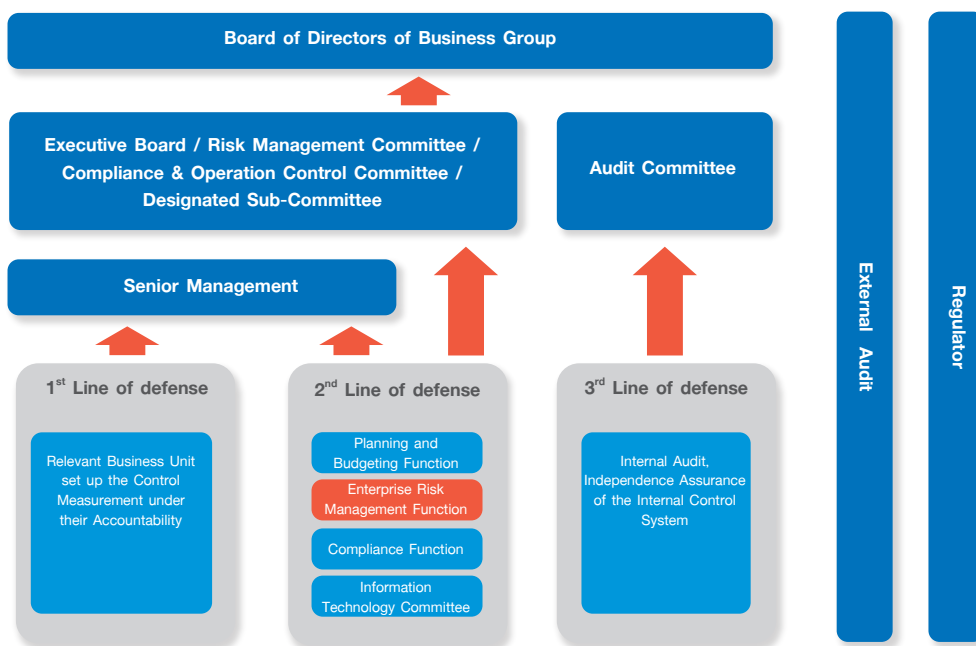 Board of Directors of Business Group
Executive Board / Risk Management Committee /
Compliance & Operation Control Committee /
Designated Sub-Committee
Audit Committee
Senior Management
1st Line of defense
Relevant Business Unit
set up the Control
Measurement under
their Accountability
2nd Line of defense
Planning and
Budgeting Function
Enterprise Risk
Management Function
Compliance Function
Information
Technology Committee
3rd Line of defense
Internal Audit,
Independence Assurance
of the Internal Control
System
External Audit
Regulator